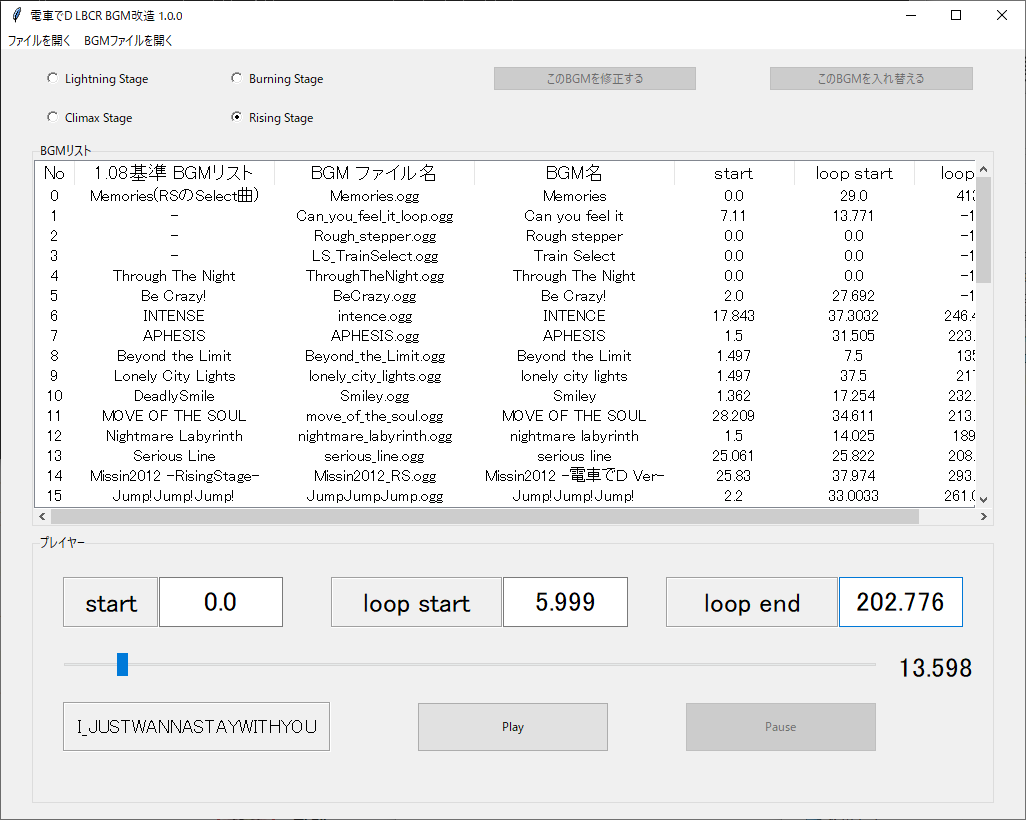 電車でD LBCR BGM改造 1.0.0
ファイルを開く BGMファイルを開く
Lightning Stage Burning Stage このBGMを修正する このBGMを入れ替える
Climax Stage Rising Stage
BGMリスト
No 1.08基準 BGMリスト BGM ファイル名 BGM名 start loop start loop
0 Memories(RSのSelect曲) Memories.ogg Memories 0.0 29.0 413
1 - Can_you_feel_it_loop.ogg Can you feel it 7.11 13.771 -1
2 - Rough_stepper.ogg Rough stepper 0.0 0.0 -1
3 - LS_TrainSelect.ogg Train Select 0.0 0.0 -1
4 Through The Night ThroughTheNight.ogg Through The Night 0.0 0.0 -1
5 Be Crazy! BeCrazy.ogg Be Crazy! 2.0 27.692 -1
6 INTENSE intence.ogg INTENCE 17.843 37.3032 246.4
7 APHESIS APHESIS.ogg APHESIS 1.5 31.505 223.
8 Beyond the Limit Beyond_the_Limit.ogg Beyond the Limit 1.497 7.5 135
9 Lonely City Lights lonely_city_lights.ogg lonely city lights 1.497 37.5 217
10 DeadlySmile Smiley.ogg Smiley 1.362 17.254 232.
11 MOVE OF THE SOUL move_of_the_soul.ogg MOVE OF THE SOUL 28.209 34.611 213.
12 Nightmare Labyrinth nightmare_labyrinth.ogg nightmare labyrinth 1.5 14.025 189
13 Serious Line serious_line.ogg serious line 25.061 25.822 208.
14 Missin2012 -RisingStage- Missin2012_RS.ogg Missin2012 -電車でD Ver- 25.83 37.974 293.
15 Jump!Jump!Jump! JumpJumpJump.ogg Jump!Jump!Jump! 2.2 33.0033 261.0
プレイヤー
start 0.0 loop start 5.999 loop end 202.776
13.598
I_JUSTWANNASTAYWITHYOU Play Pause